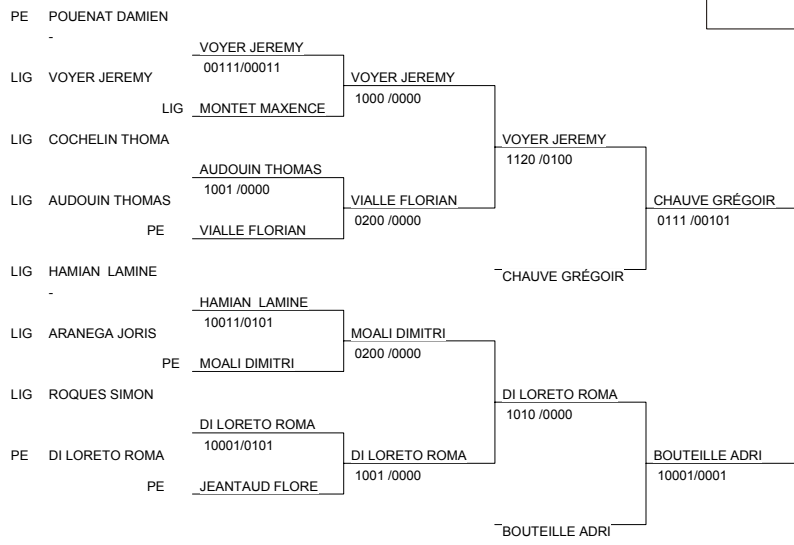 PE POUENAT DAMIEN
-
VOYER JEREMY
00111/00011
LIG VOYER JEREMY
VOYER JEREMY
1000 /0000
LIG MONTET MAXENCE
LIG COCHELIN THOMA
VOYER JEREMY
1120 /0100
AUDOUIN THOMAS
1001 /0000
LIG AUDOUIN THOMAS
VIALLE FLORIAN
0200 /0000
CHAUVE GRÉGOIR
0111 /00101
PE VIALLE FLORIAN
LIG HAMIAN LAMINE
-
CHAUVE GRÉGOIR
HAMIAN LAMINE
10011/0101
LIG ARANEGA JORIS
MOALI DIMITRI
0200 /0000
PE MOALI DIMITRI
LIG ROQUES SIMON
DI LORETO ROMA
1010 /0000
DI LORETO ROMA
10001/0101
PE DI LORETO ROMA
DI LORETO ROMA
1001 /0000
BOUTEILLE ADRI
10001/0001
PE JEANTAUD FLORE
BOUTEILLE ADRI